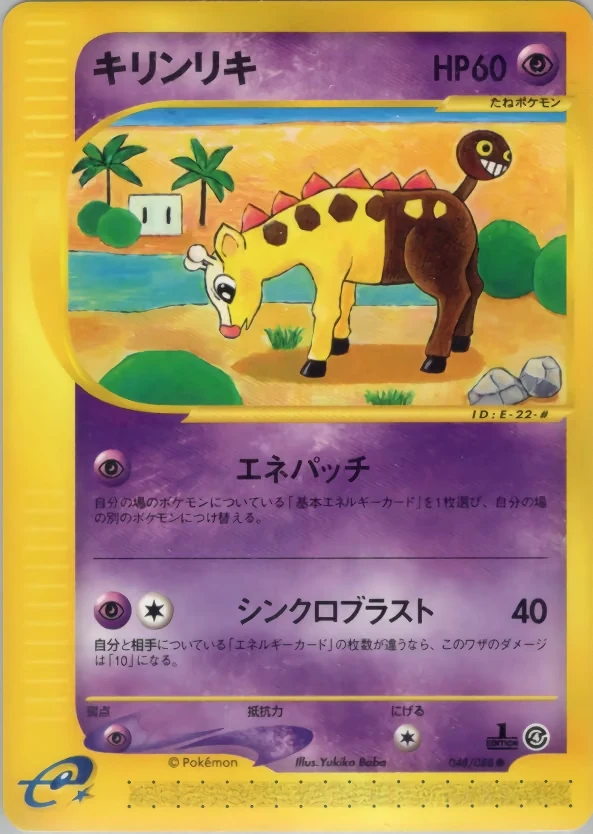 キリンリキ
HP60
たねポケモン
ID:E-22-#
エネパッチ
自分の場のポケモンについている「基本エネルギーカード」を1枚選び、自分の場
の別のポケモンにつけ替える。
シンクロブラスト 40
自分と相手についている「エネルギーカード」の枚数が違うなら、このワザのダメージ
は「10」になる。
弱点 抵抗力 にげる
1
EDITION
© Pokémon Illus.Yukiko Baba 048/088
e